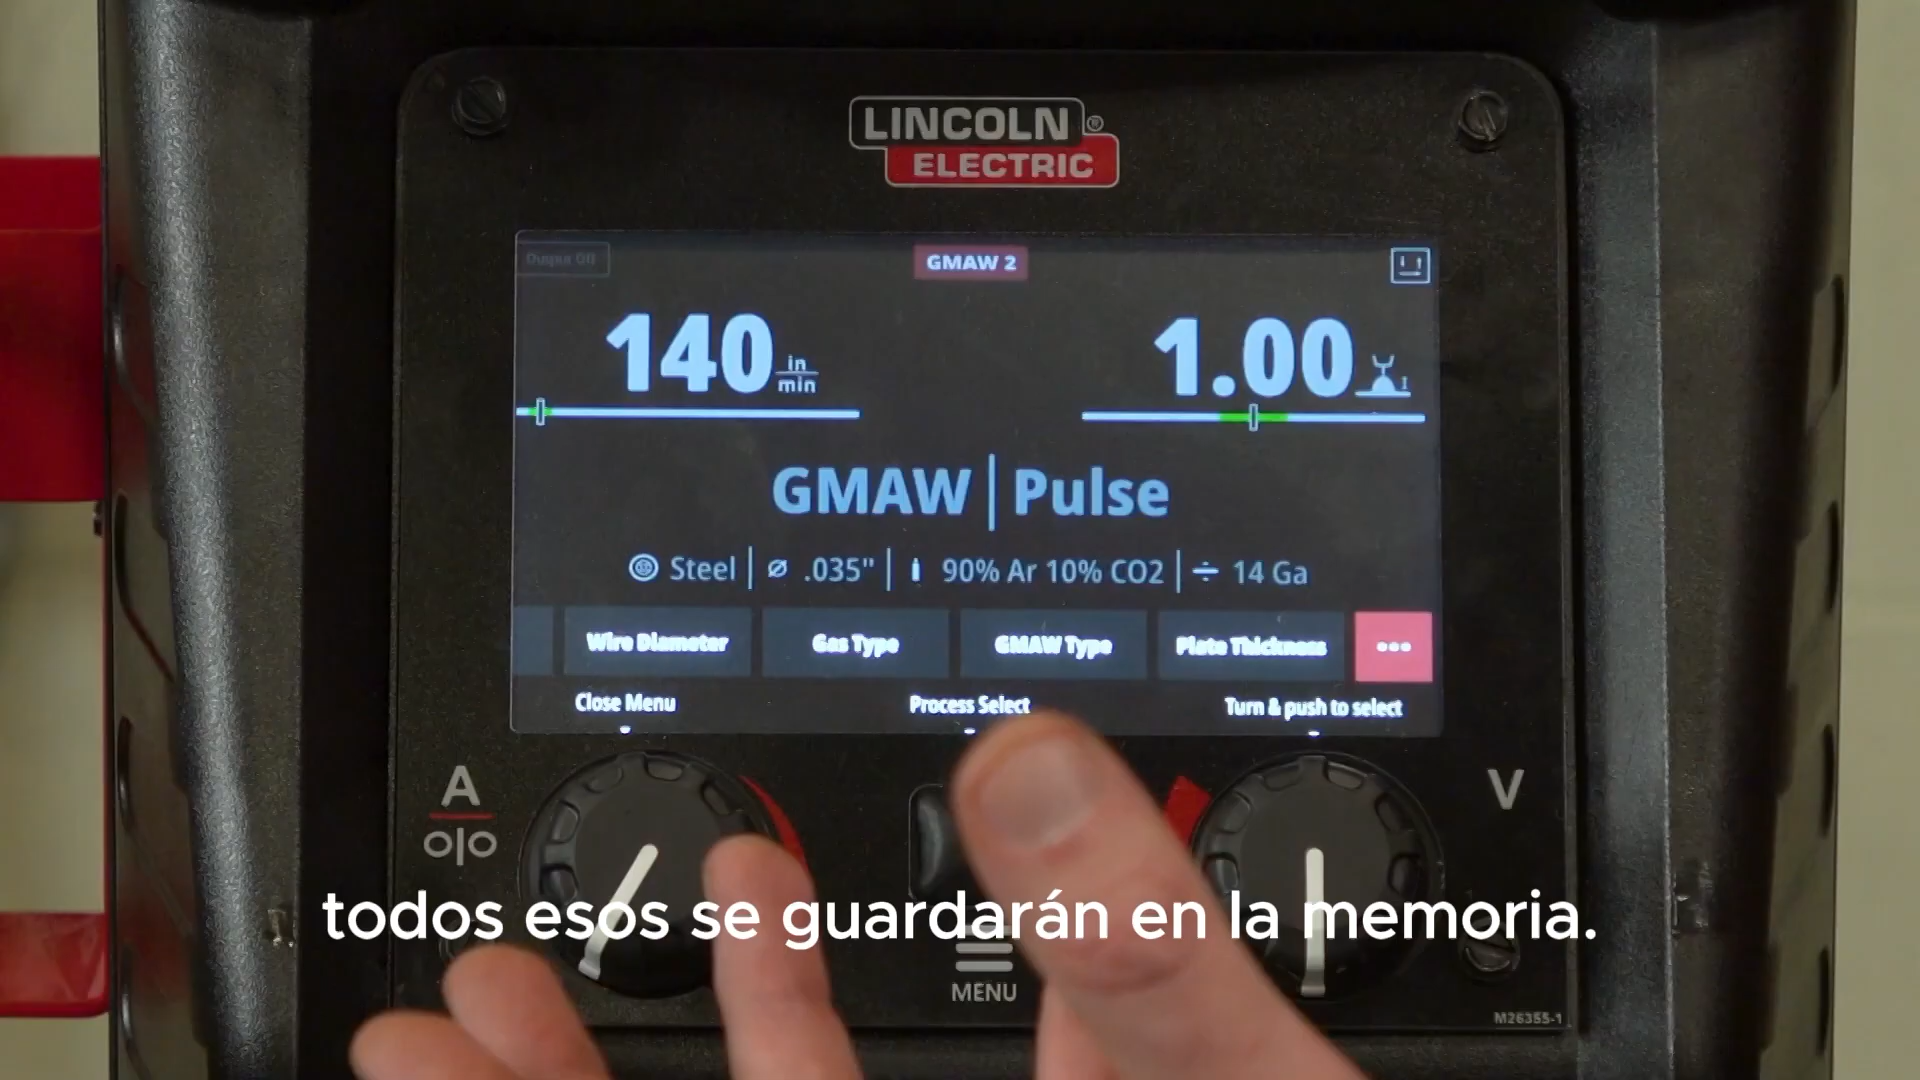 LINCOLN
ELECTRIC
Output Off
GMAW 2
140 in/min
1.00
GMAW | Pulse
Steel | .035" | 90% Ar 10% CO2 | 14 Ga
Wire Diameter
Gas Type
GMAW Type
Plate Thickness
Close Menu
Process Select
Turn & push to select
A
V
todos esos se guardarán en la memoria.
MENU
M26355-1